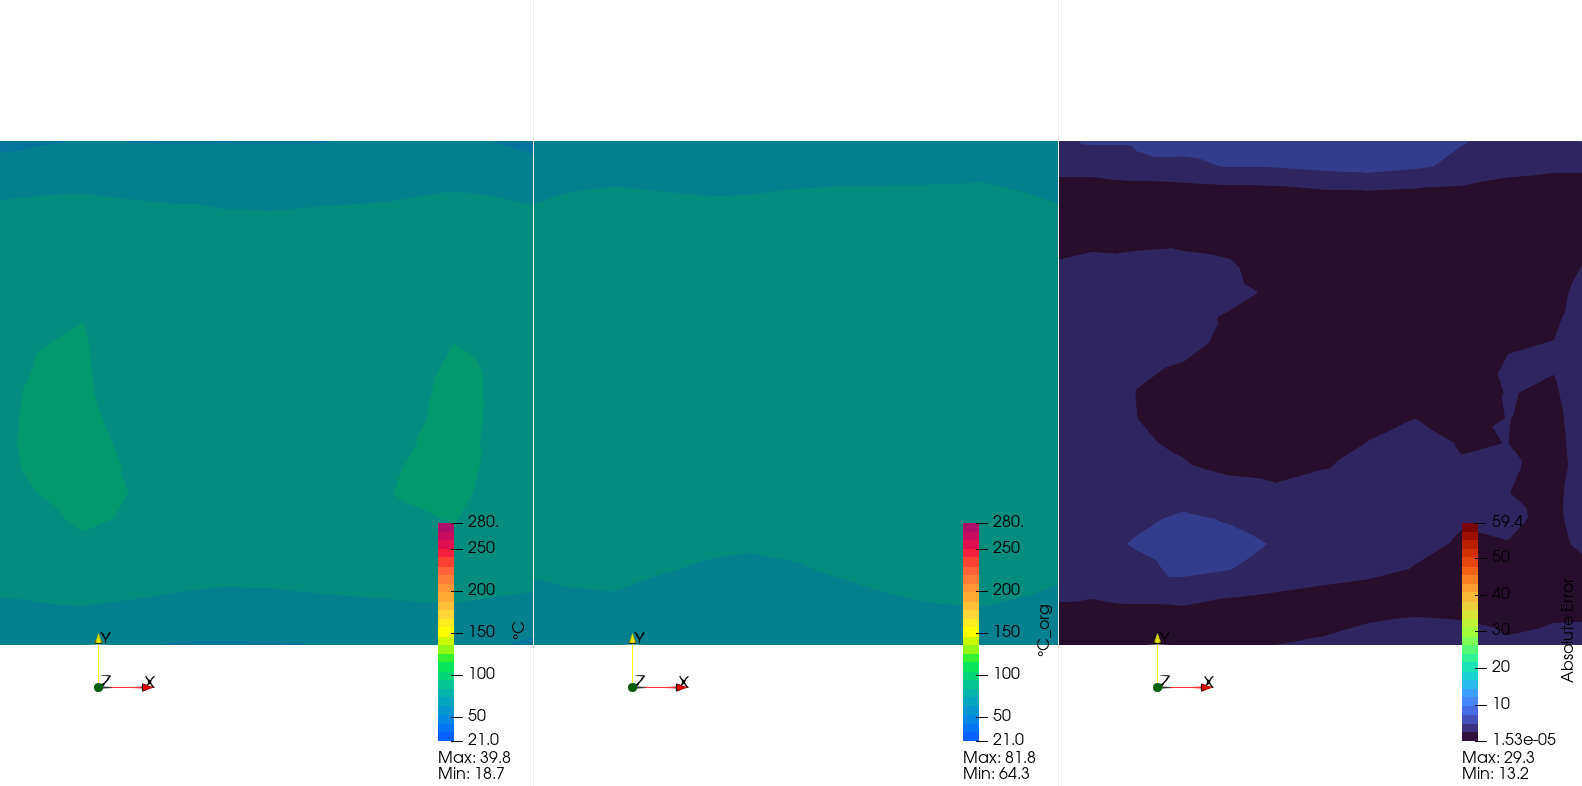 280.
250
200
150
100
50
21.0
°C
Max: 39.8
Min: 18.7
Y
Z
X
280.
250
200
150
100
50
21.0
°C_org
Max: 81.8
Min: 64.3
Y
Z
X
59.4
50
40
30
20
10
1.53e-05
Absolute Error
Max: 29.3
Min: 13.2
Y
Z
X